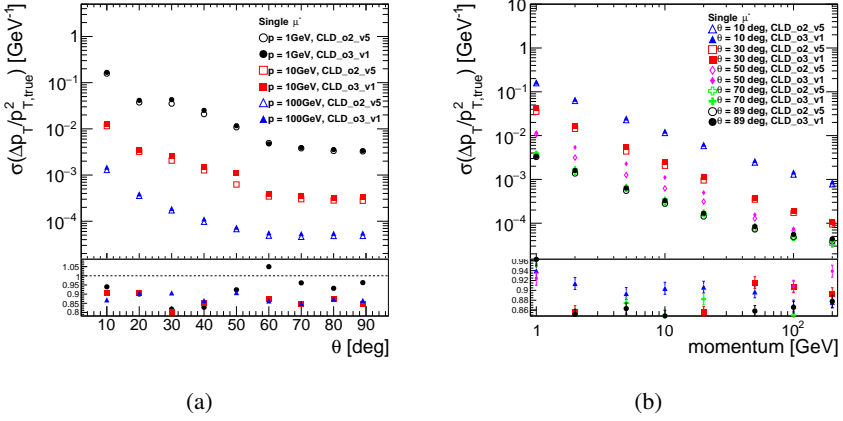 Single μ⁻
p = 1GeV, CLD_o2_v5
p = 1GeV, CLD_o3_v1
p = 10GeV, CLD_o2_v5
p = 10GeV, CLD_o3_v1
p = 100GeV, CLD_o2_v5
p = 100GeV, CLD_o3_v1
σ(Δp_T/p²_T,true) [GeV⁻¹]
1
10⁻¹
10⁻²
10⁻³
10⁻⁴
1.05
1
0.95
0.9
0.85
0.8
10 20 30 40 50 60 70 80 90
θ [deg]
(a)
Single μ⁻
θ = 10 deg, CLD_o2_v5
θ = 10 deg, CLD_o3_v1
θ = 30 deg, CLD_o2_v5
θ = 30 deg, CLD_o3_v1
θ = 50 deg, CLD_o2_v5
θ = 50 deg, CLD_o3_v1
θ = 70 deg, CLD_o2_v5
θ = 70 deg, CLD_o3_v1
θ = 89 deg, CLD_o2_v5
θ = 89 deg, CLD_o3_v1
σ(Δp_T/p²_T,true) [GeV⁻¹]
10
1
10⁻¹
10⁻²
10⁻³
10⁻⁴
0.96
0.94
0.92
0.9
0.88
0.86
1 10 10²
momentum [GeV]
(b)